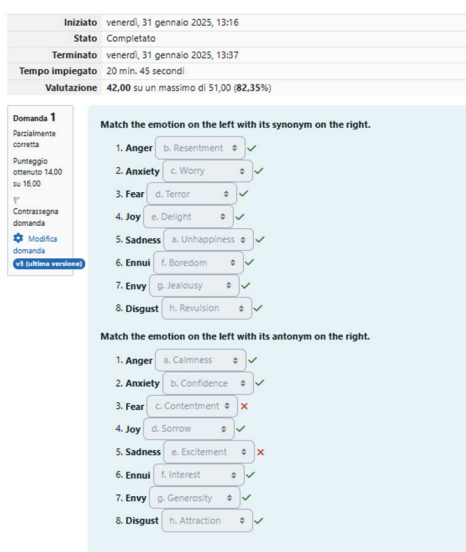 Iniziato venerdì, 31 gennaio 2025, 13:16
Stato Completato
Terminato venerdì, 31 gennaio 2025, 13:37
Tempo impiegato 20 min. 45 secondi
Valutazione 42,00 su un massimo di 51,00 (82,35%)
Domanda 1
Parzialmente
corretta
Punteggio
ottenuto 14,00
su 16,00
Contrassegna
domanda
Modifica
domanda
v3 (ultima versione)
Match the emotion on the left with its synonym on the right.
1. Anger b. Resentment
2. Anxiety c. Worry
3. Fear d. Terror
4. Joy e. Delight
5. Sadness a. Unhappiness
6. Ennui f. Boredom
7. Envy g. Jealousy
8. Disgust h. Revulsion
Match the emotion on the left with its antonym on the right.
1. Anger a. Calmness
2. Anxiety b. Confidence
3. Fear c. Contentment
4. Joy d. Sorrow
5. Sadness e. Excitement
6. Ennui f. Interest
7. Envy g. Generosity
8. Disgust h. Attraction